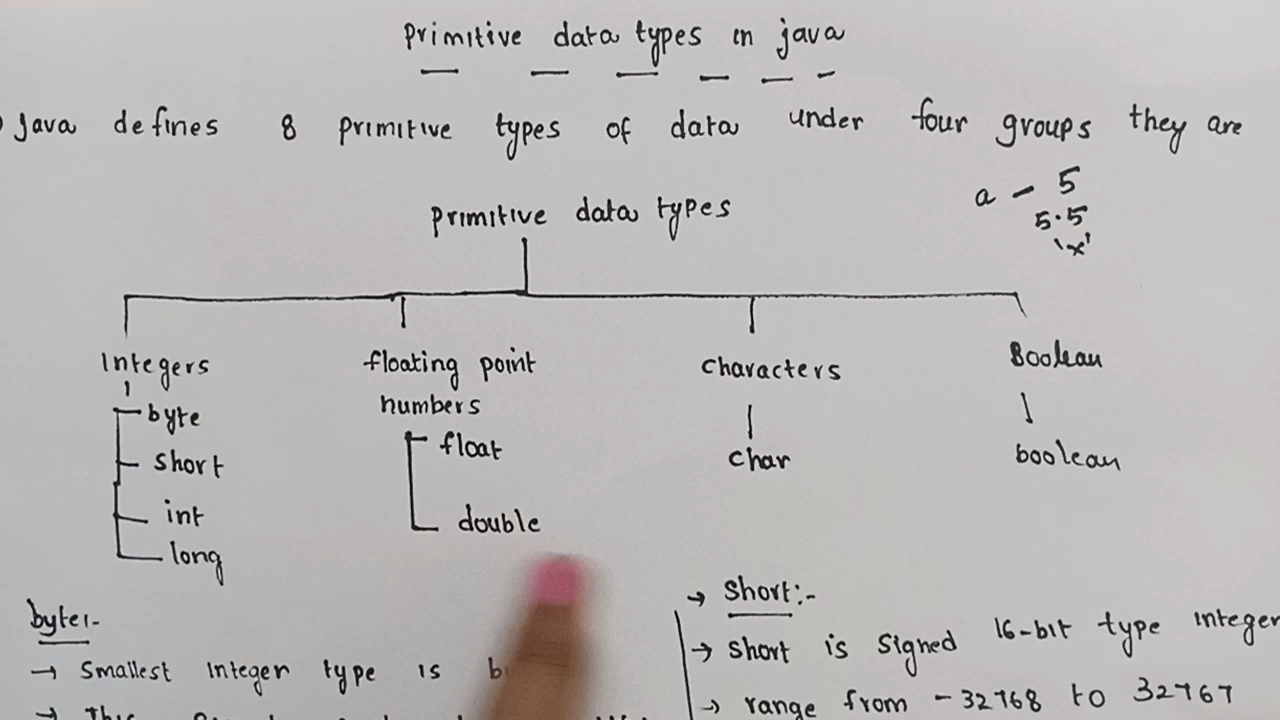 Primitive data types in java
Java defines 8 primitive types of data under four groups they are
a - 5
5.5
'x'
Primitive data types
Integers
byte
short
int
long
floating point
numbers
float
double
Characters
char
Boolean
boolean
byte:-
→ Smallest Integer type is
→ This
→ Short:-
→ Short is Signed 16-bit type integer
→ range from -32768 to 32767